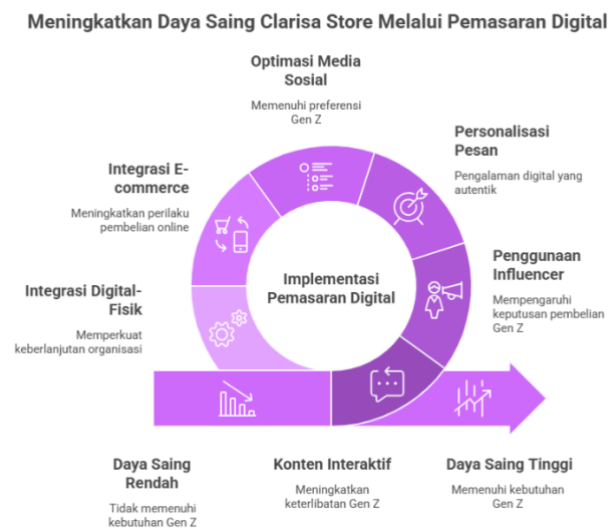 Meningkatkan Daya Saing Clarisa Store Melalui Pemasaran Digital
Optimasi Media
Sosial
Memenuhi preferensi
Gen Z
Personalisasi
Pesan
Pengalaman digital yang
autentik
Integrasi E-
commerce
Meningkatkan perilaku
pembelian online
Penggunaan
Influencer
Mempengaruhi
keputusan pembelian
Gen Z
Implementasi
Pemasaran Digital
Integrasi Digital-
Fisik
Memperkuat
keberlanjutan organisasi
Daya Saing
Rendah
Tidak memenuhi
kebutuhan Gen Z
Konten Interaktif
Meningkatkan
keterlibatan Gen Z
Daya Saing Tinggi
Memenuhi kebutuhan
Gen Z